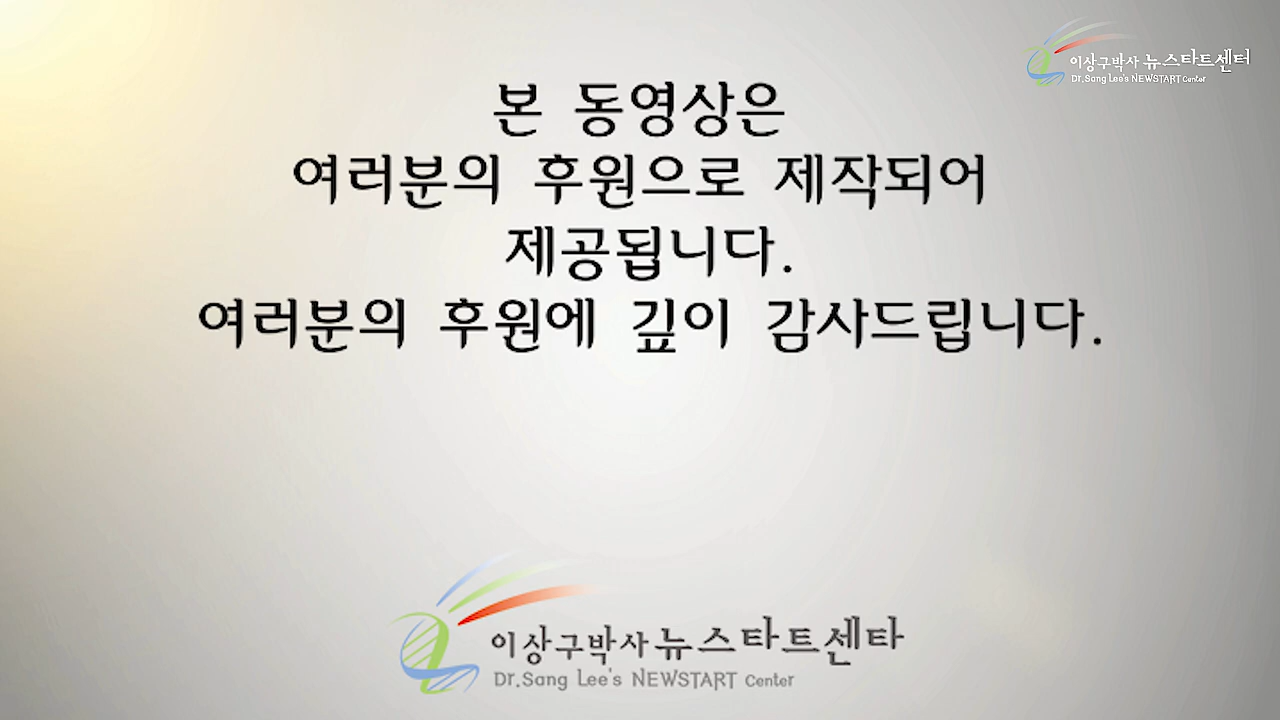 이상구박사 뉴스타트센터
Dr.Sang Lee's NEWSTART Center
본 동영상은
여러분의 후원으로 제작되어
제공됩니다.
여러분의 후원에 깊이 감사드립니다.
이상구박사 뉴스타트센타
Dr.Sang Lee's NEWSTART Center